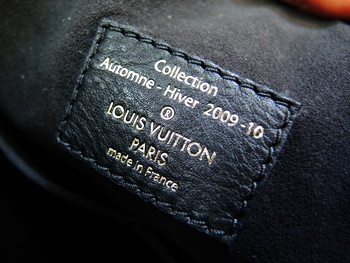 Collection
Automne - Hiver 2009-10
®
LOUIS VUITTON
PARIS
made in France